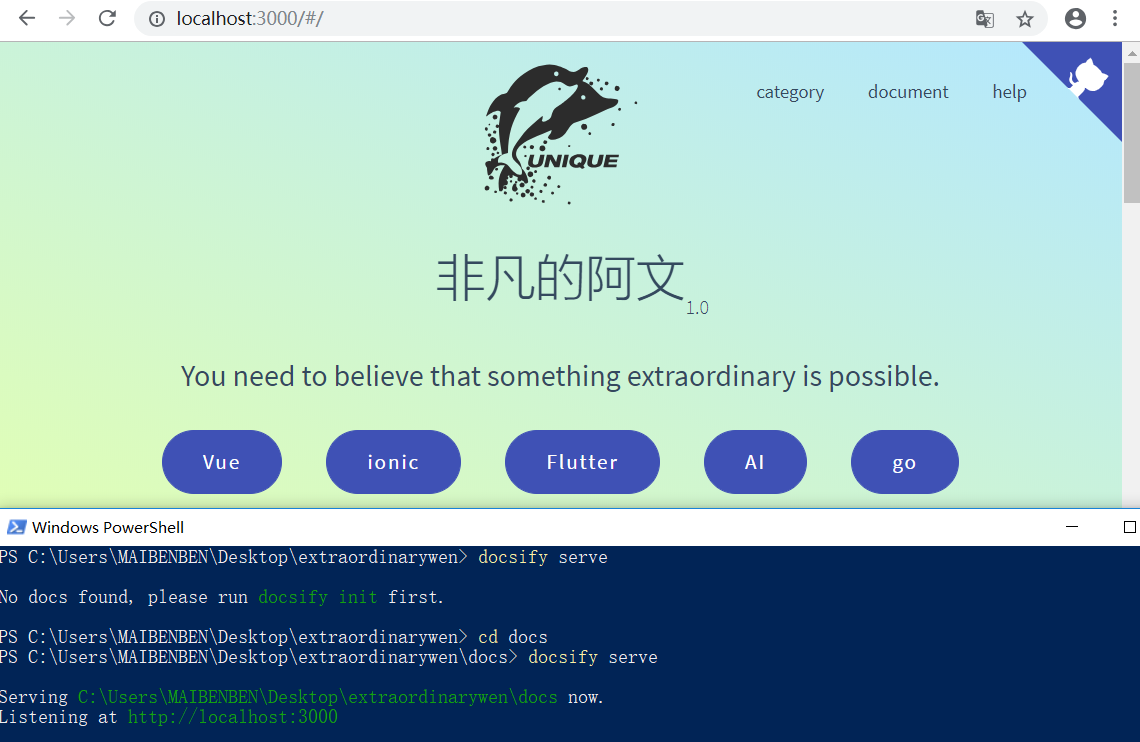 localhost:3000/#/
category document help
UNIQUE
非凡的阿文1.0
You need to believe that something extraordinary is possible.
Vue ionic Flutter AI go
Windows PowerShell
PS C:\Users\MAIBENBEN\Desktop\extraordinarywen> docsify serve
No docs found, please run docsify init first.
PS C:\Users\MAIBENBEN\Desktop\extraordinarywen> cd docs
PS C:\Users\MAIBENBEN\Desktop\extraordinarywen\docs> docsify serve
Serving C:\Users\MAIBENBEN\Desktop\extraordinarywen\docs now.
Listening at http://localhost:3000